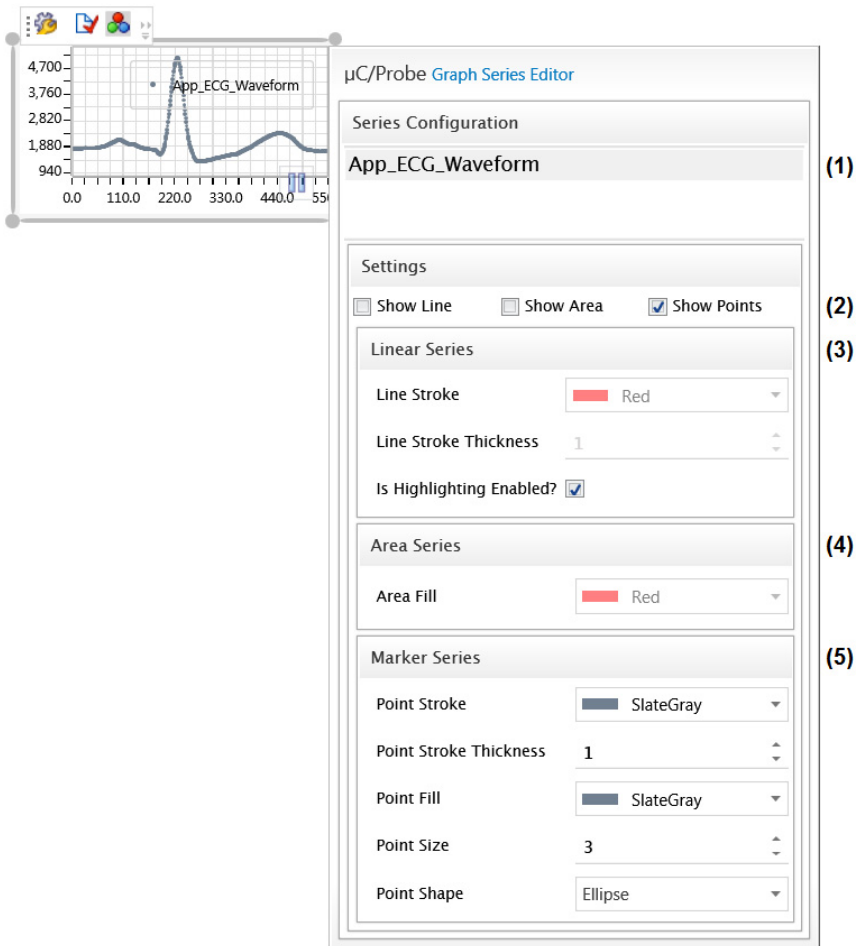 4,700
3,760
2,820
1,880
940
App_ECG_Waveform
0.0 110.0 220.0 330.0 440.0 55
µC/Probe Graph Series Editor
Series Configuration
App_ECG_Waveform (1)
Settings
Show Line Show Area Show Points (2)
Linear Series (3)
Line Stroke Red
Line Stroke Thickness 1
Is Highlighting Enabled?
Area Series (4)
Area Fill Red
Marker Series (5)
Point Stroke SlateGray
Point Stroke Thickness 1
Point Fill SlateGray
Point Size 3
Point Shape Ellipse